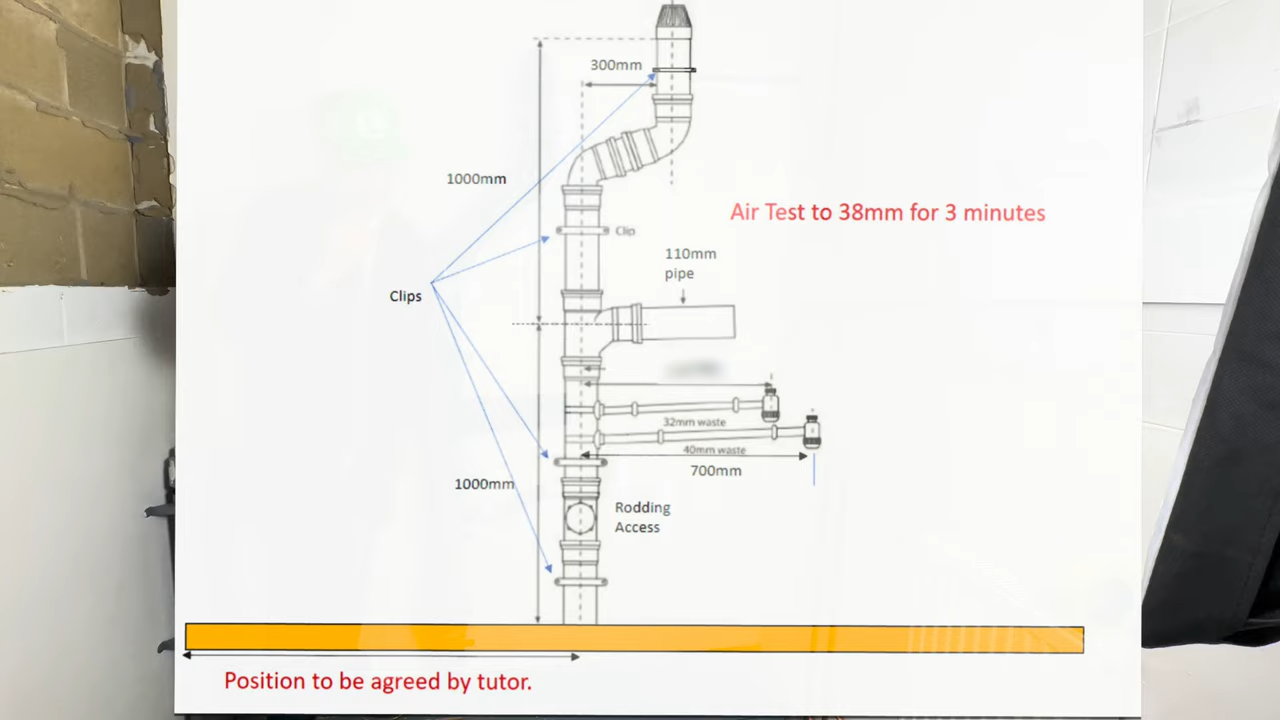 300mm
1000mm
Air Test to 38mm for 3 minutes
Clip
110mm
pipe
Clips
32mm waste
40mm waste
700mm
1000mm
Rodding
Access
Position to be agreed by tutor.